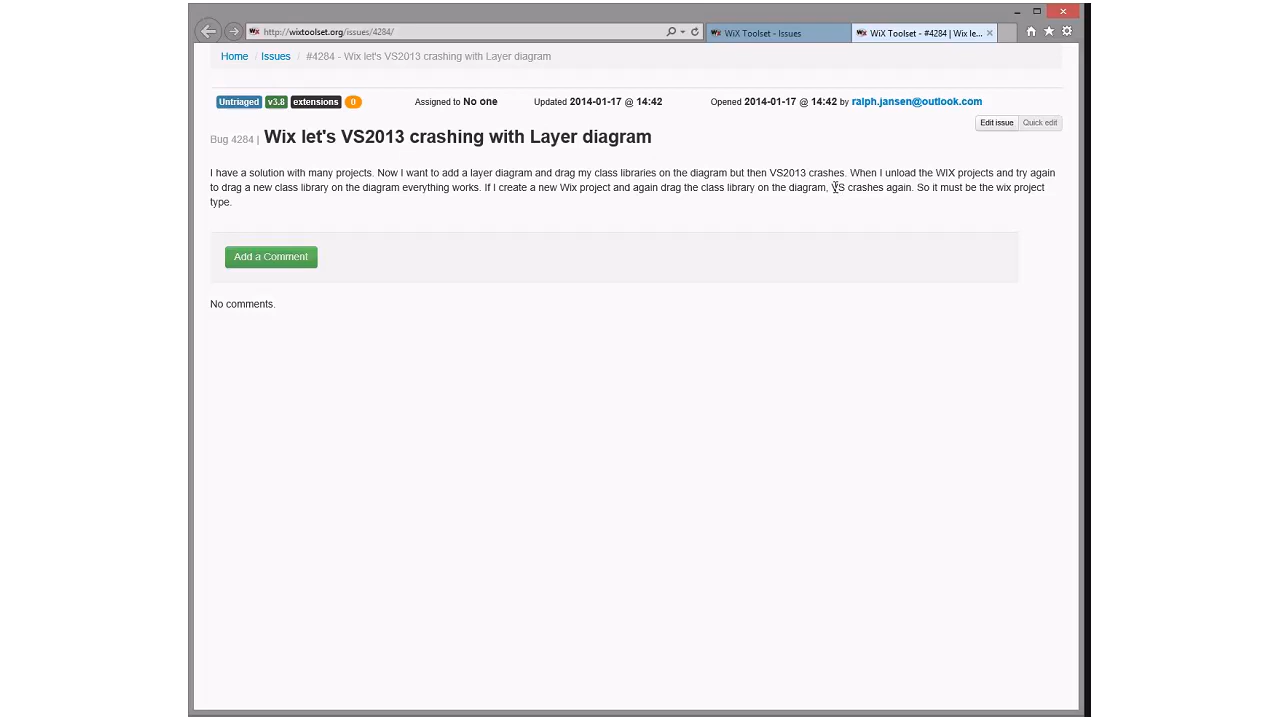 http://wixtoolset.org/issues/4284/
WiX Toolset - Issues
WiX Toolset - #4284 | Wix le...
Home / Issues / #4284 - Wix let's VS2013 crashing with Layer diagram
Untriaged v3.8 extensions 0 Assigned to No one Updated 2014-01-17 @ 14:42 Opened 2014-01-17 @ 14:42 by ralph.jansen@outlook.com
Edit issue Quick edit
Bug 4284 | Wix let's VS2013 crashing with Layer diagram
I have a solution with many projects. Now I want to add a layer diagram and drag my class libraries on the diagram but then VS2013 crashes. When I unload the WIX projects and try again
to drag a new class library on the diagram everything works. If I create a new Wix project and again drag the class library on the diagram, VS crashes again. So it must be the wix project
type.
Add a Comment
No comments.